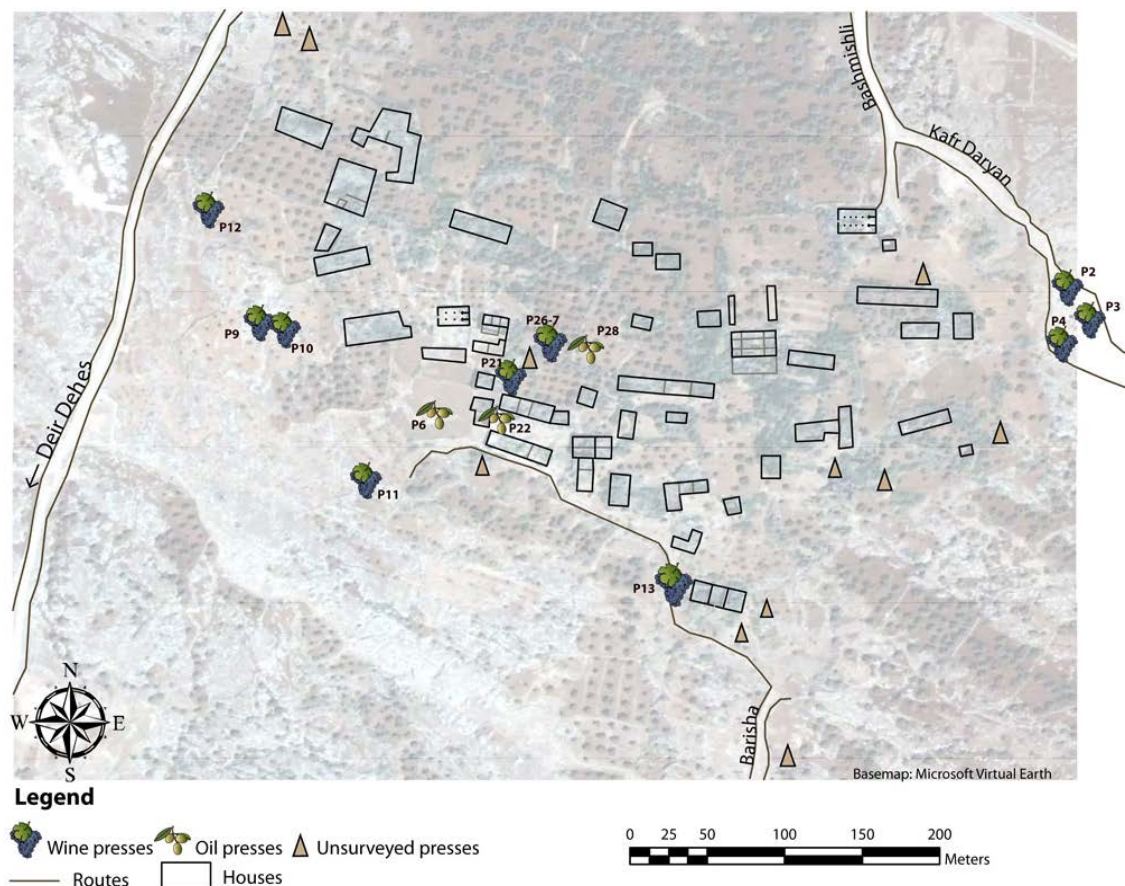 Bashmishli
Kafr Daryan
P12
P2
P3
P4
P9
P10
P26-7
P28
P21
P6
P22
← Deir Dehes
P11
P13
Barisha
N
W E
S
Basemap: Microsoft Virtual Earth
Legend
Wine presses Oil presses Unsurveyed presses
Routes Houses
0 25 50 100 150 200
Meters